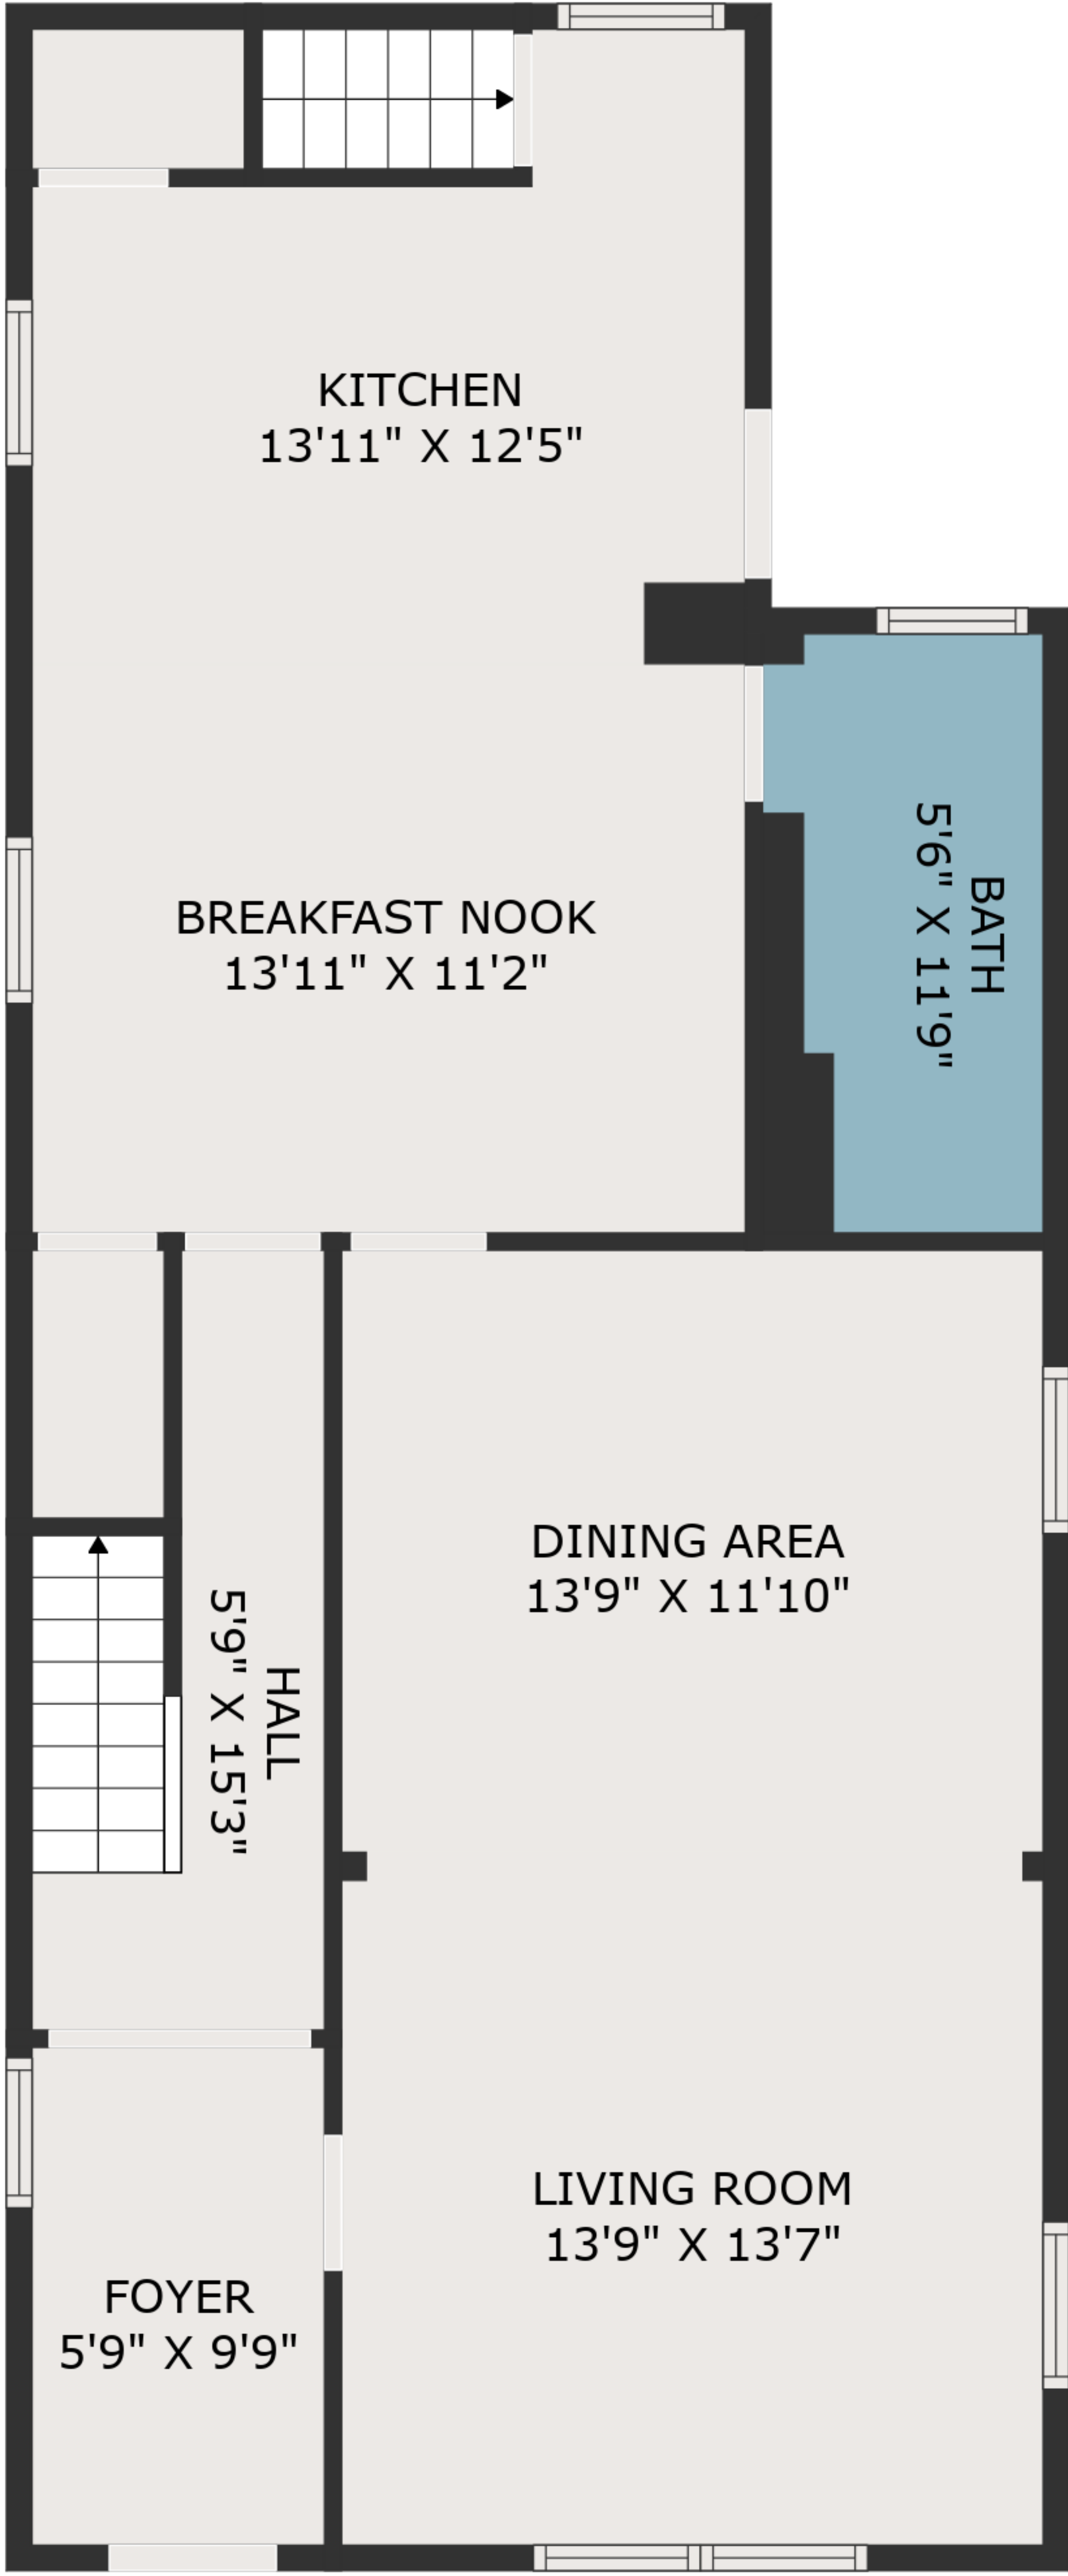 KITCHEN
13'11" X 12'5"
BREAKFAST NOOK
13'11" X 11'2"
BATH
5'6" X 11'9"
DINING AREA
13'9" X 11'10"
HALL
5'9" X 15'3"
LIVING ROOM
13'9" X 13'7"
FOYER
5'9" X 9'9"